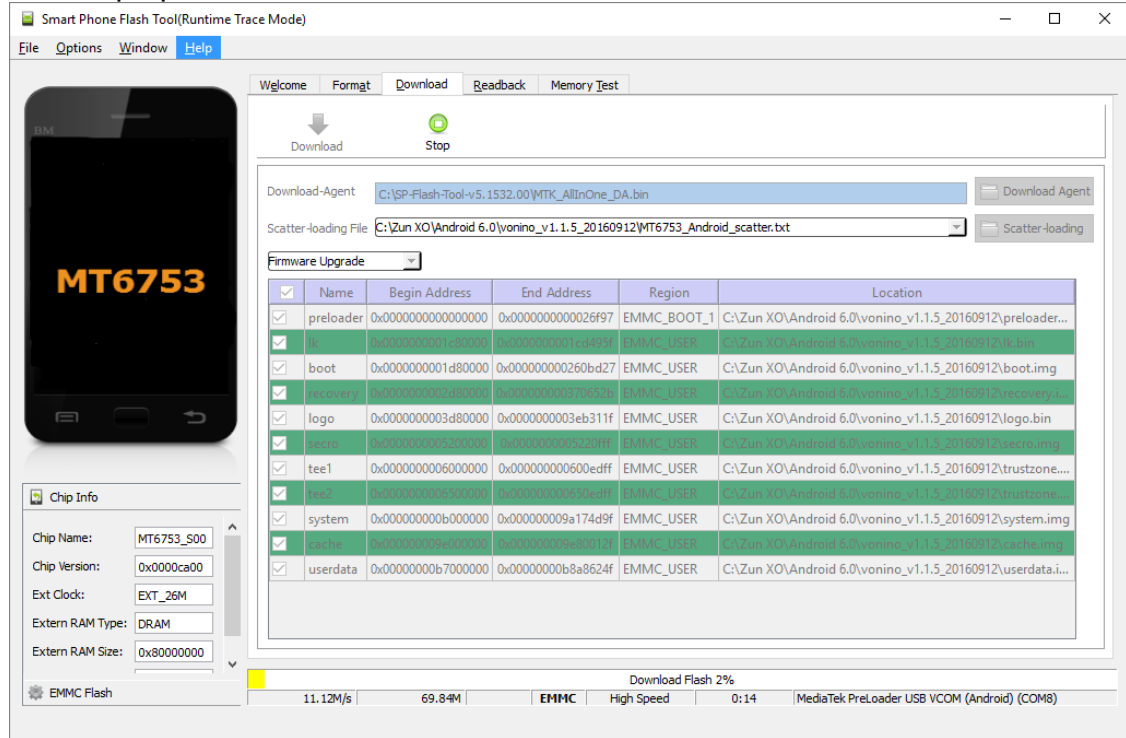 Smart Phone Flash Tool(Runtime Trace Mode)
File Options Window Help
Welcome Format Download Readback Memory Test
BM
Download Stop
Download-Agent C:\SP-Flash-Tool-v5.1532.00\MTK_AllInOne_DA.bin Download Agent
Scatter-loading File C:\Zun XO\Android 6.0\vonino_v1.1.5_20160912\MT6753_Android_scatter.txt Scatter-loading
Firmware Upgrade
MT6753
Name Begin Address End Address Region Location
preloader 0x0000000000000000 0x0000000000026f97 EMMC_BOOT_1 C:\Zun XO\Android 6.0\vonino_v1.1.5_20160912\preloader...
lk 0x0000000001c80000 0x0000000001cd495f EMMC_USER C:\Zun XO\Android 6.0\vonino_v1.1.5_20160912\lk.bin
boot 0x0000000001d80000 0x000000000260bd27 EMMC_USER C:\Zun XO\Android 6.0\vonino_v1.1.5_20160912\boot.img
recovery 0x0000000002d80000 0x000000000370652b EMMC_USER C:\Zun XO\Android 6.0\vonino_v1.1.5_20160912\recovery.i...
logo 0x0000000003d80000 0x0000000003eb311f EMMC_USER C:\Zun XO\Android 6.0\vonino_v1.1.5_20160912\logo.bin
secro 0x0000000005200000 0x0000000005220fff EMMC_USER C:\Zun XO\Android 6.0\vonino_v1.1.5_20160912\secro.img
tee1 0x0000000006000000 0x000000000600edff EMMC_USER C:\Zun XO\Android 6.0\vonino_v1.1.5_20160912\trustzone....
tee2 0x0000000006500000 0x000000000650edff EMMC_USER C:\Zun XO\Android 6.0\vonino_v1.1.5_20160912\trustzone....
system 0x000000000b000000 0x000000009a174d9f EMMC_USER C:\Zun XO\Android 6.0\vonino_v1.1.5_20160912\system.img
cache 0x000000009e000000 0x000000009e80012f EMMC_USER C:\Zun XO\Android 6.0\vonino_v1.1.5_20160912\cache.img
userdata 0x00000000b7000000 0x00000000b8a8624f EMMC_USER C:\Zun XO\Android 6.0\vonino_v1.1.5_20160912\userdata.i...
Chip Info
Chip Name: MT6753_S00
Chip Version: 0x0000ca00
Ext Clock: EXT_26M
Extern RAM Type: DRAM
Extern RAM Size: 0x80000000
EMMC Flash
Download Flash 2%
11.12M/s 69.84M EMMC High Speed 0:14 MediaTek PreLoader USB VCOM (Android) (COM8)